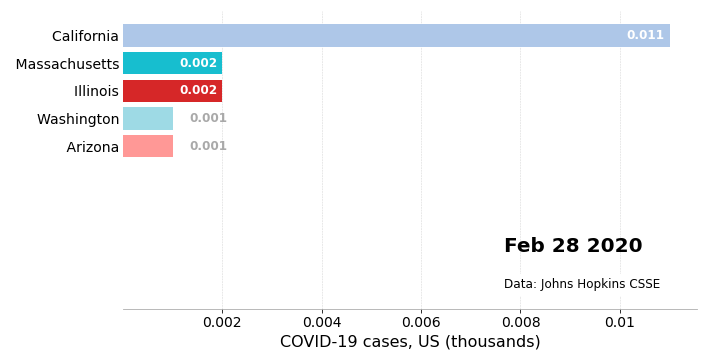 California 0.011
Massachusetts 0.002
Illinois 0.002
Washington 0.001
Arizona 0.001
Feb 28 2020
Data: Johns Hopkins CSSE
0.002 0.004 0.006 0.008 0.01
COVID-19 cases, US (thousands)